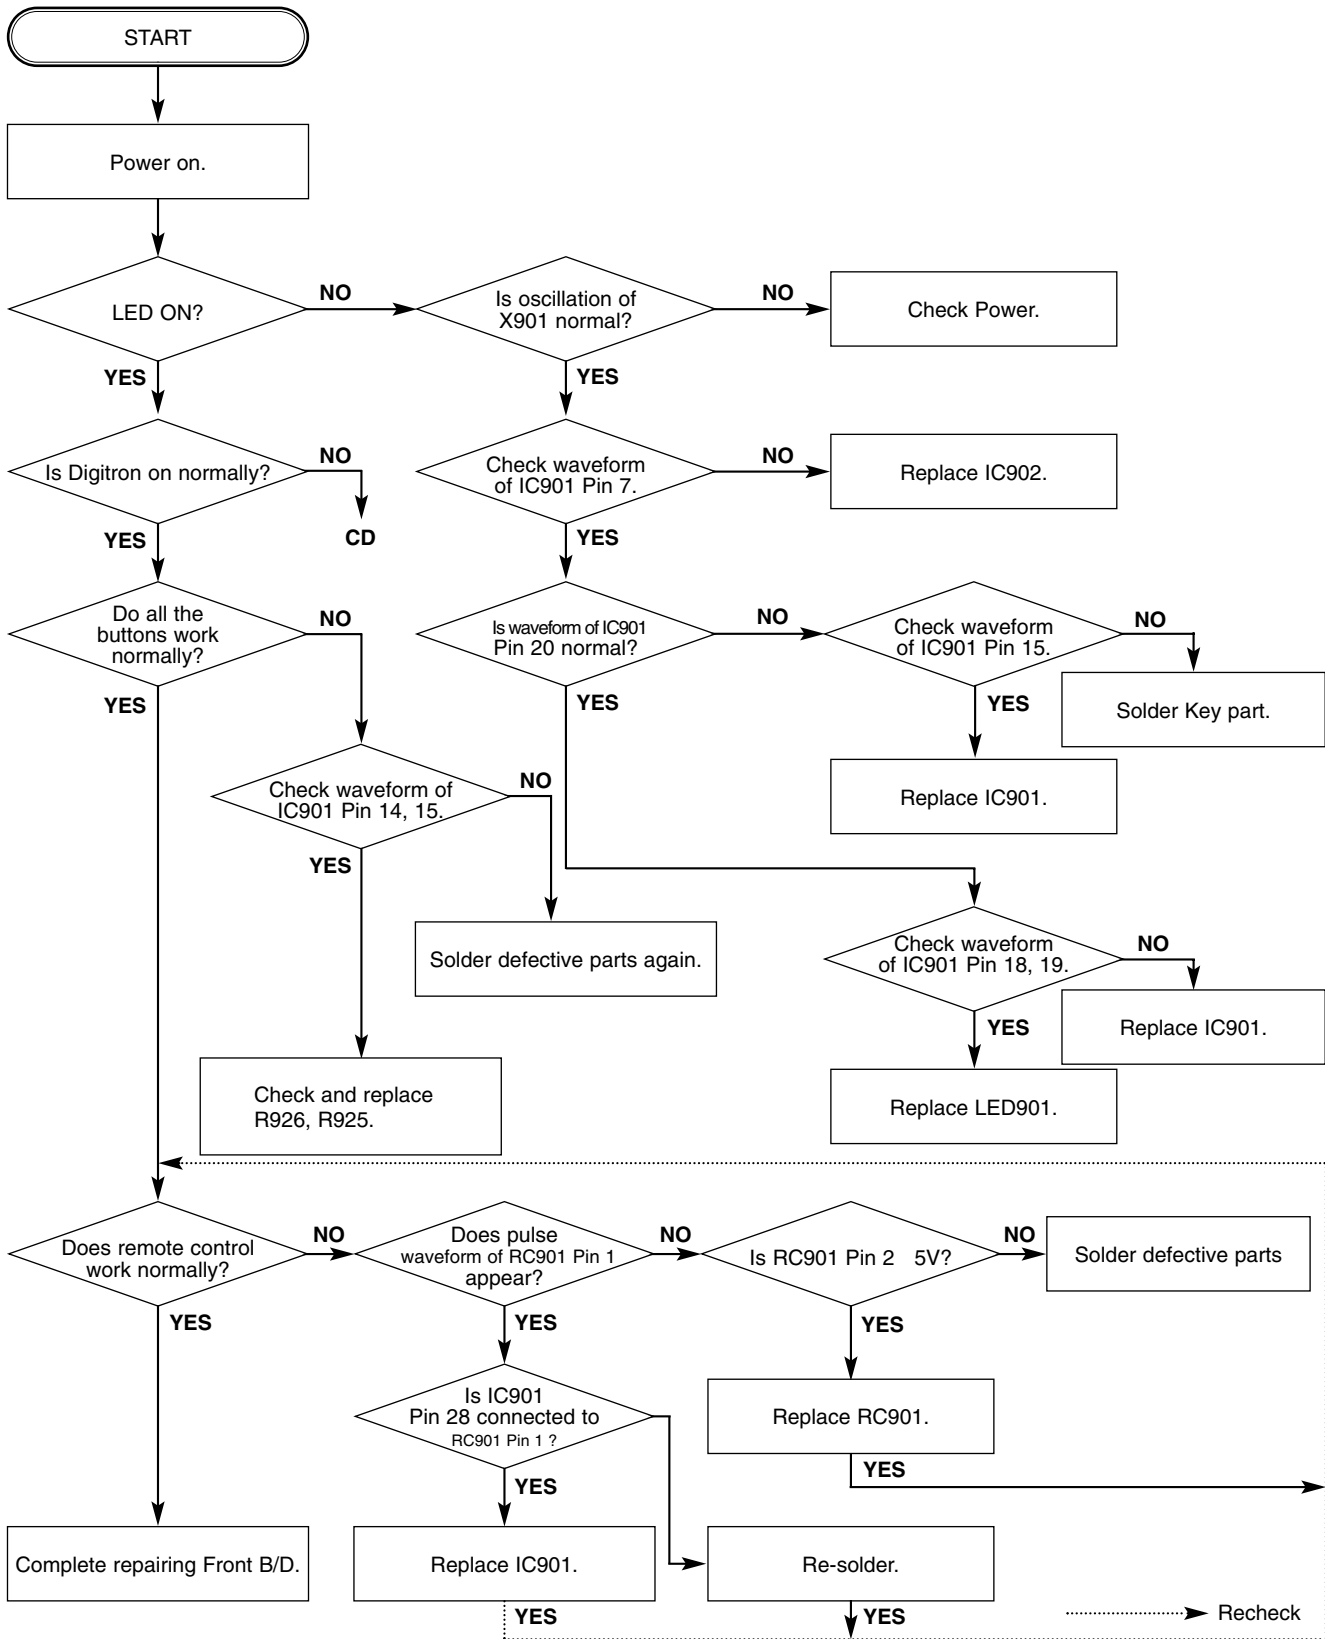 START
Power on.
LED ON?
NO
Is oscillation of
X901 normal?
NO
Check Power.
YES
YES
Is Digitron on normally?
NO
CD
Check waveform
of IC901 Pin 7.
NO
Replace IC902.
YES
YES
Do all the
buttons work
normally?
NO
Is waveform of IC901
Pin 20 normal?
NO
Check waveform
of IC901 Pin 15.
NO
Solder Key part.
YES
YES
YES
Replace IC901.
Check waveform of
IC901 Pin 14, 15.
NO
YES
Solder defective parts again.
Check waveform
of IC901 Pin 18, 19.
NO
Replace IC901.
YES
Replace LED901.
Check and replace
R926, R925.
Does remote control
work normally?
NO
Does pulse
waveform of RC901 Pin 1
appear?
NO
Is RC901 Pin 2 5V?
NO
Solder defective parts
YES
YES
YES
Is IC901
Pin 28 connected to
RC901 Pin 1 ?
Replace RC901.
YES
YES
Complete repairing Front B/D.
Replace IC901.
Re-solder.
YES
YES
Recheck